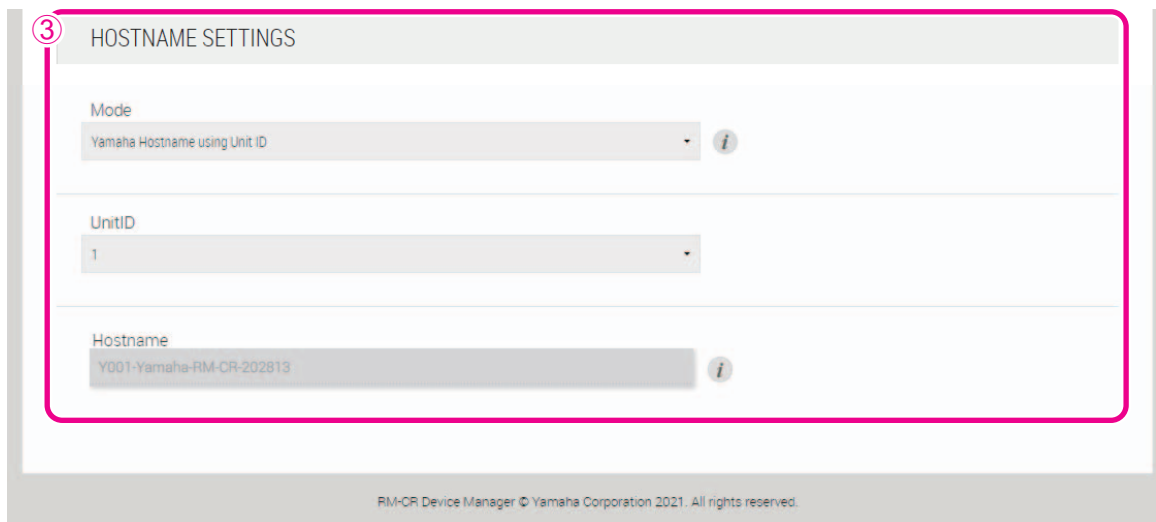 ③
HOSTNAME SETTINGS
Mode
Yamaha Hostname using Unit ID
i
UnitID
1
Hostname
Y001-Yamaha-RM-CR-202813
i
RM-CR Device Manager © Yamaha Corporation 2021. All rights reserved.